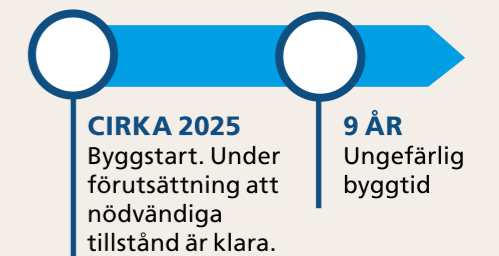 CIRKA 2025
Byggstart. Under
förutsättning att
nödvändiga
tillstånd är klara.
9 ÅR
Ungefärlig
byggtid